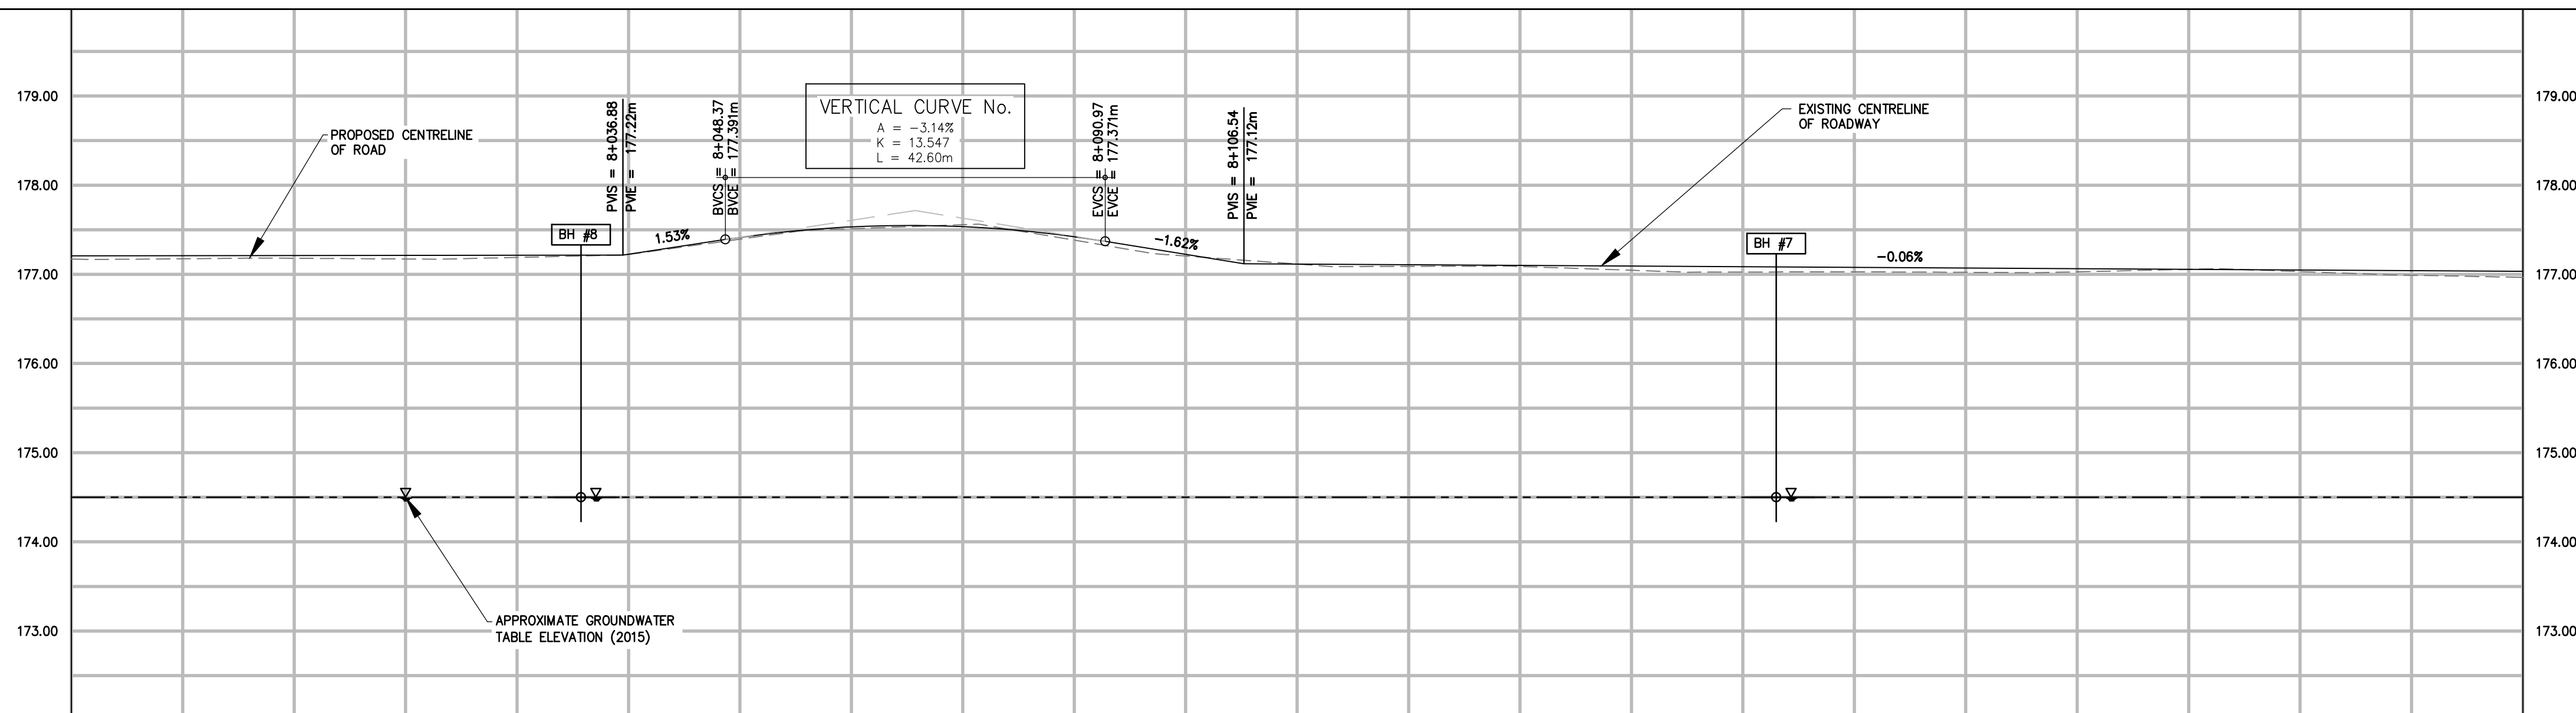 179.00
178.00
177.00
176.00
175.00
174.00
173.00
PROPOSED CENTRELINE
OF ROAD
BH #8
PVIS = 8+036.88
PVIE = 177.22m
1.53%
BVCS = 8+048.37
BVCE = 177.391m
VERTICAL CURVE No.
A = -3.14%
K = 13.547
L = 42.60m
EVCS = 8+090.97
EVCE = 177.371m
-1.62%
PVIS = 8+106.54
PVIE = 177.12m
EXISTING CENTRELINE
OF ROADWAY
BH #7
-0.06%
APPROXIMATE GROUNDWATER
TABLE ELEVATION (2015)
179.00
178.00
177.00
176.00
175.00
174.00
173.00